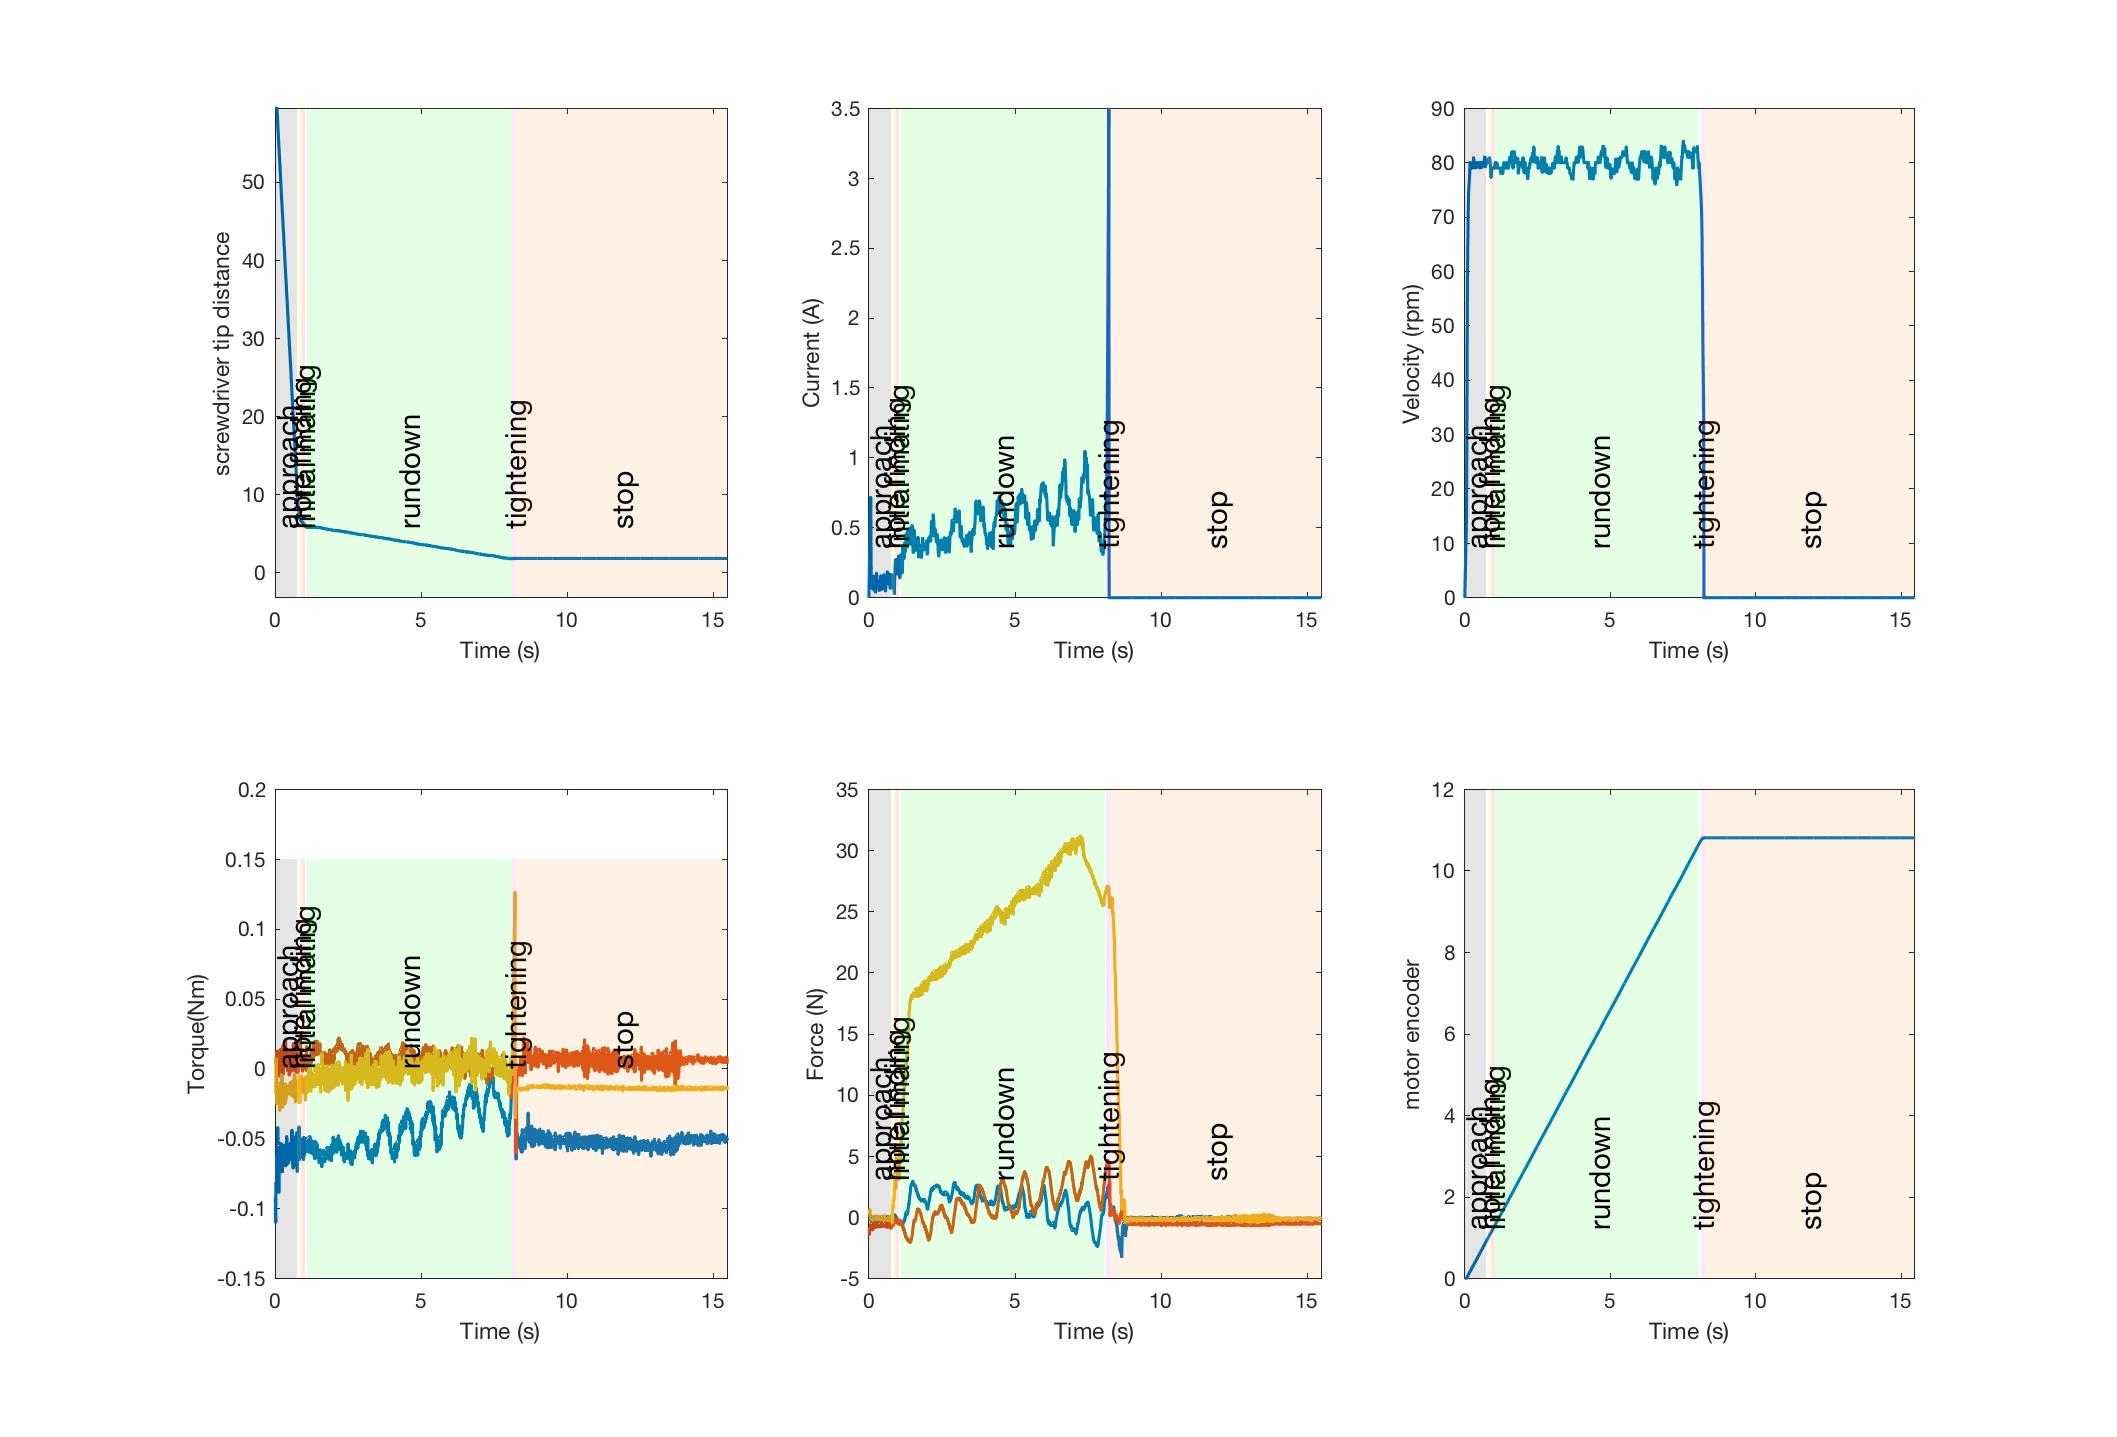 50
40
30
20
10
0
screwdriver tip distance
approach
initial mating
rundown
tightening
stop
0 5 10 15
Time (s)
3.5
3
2.5
2
1.5
1
0.5
0
Current (A)
approach
initial mating
rundown
tightening
stop
0 5 10 15
Time (s)
90
80
70
60
50
40
30
20
10
0
Velocity (rpm)
approach
initial mating
rundown
tightening
stop
0 5 10 15
Time (s)
0.2
0.15
0.1
0.05
0
-0.05
-0.1
-0.15
Torque(Nm)
approach
initial mating
rundown
tightening
stop
0 5 10 15
Time (s)
35
30
25
20
15
10
5
0
-5
Force (N)
approach
initial mating
rundown
tightening
stop
0 5 10 15
Time (s)
12
10
8
6
4
2
0
motor encoder
approach
initial mating
rundown
tightening
stop
0 5 10 15
Time (s)